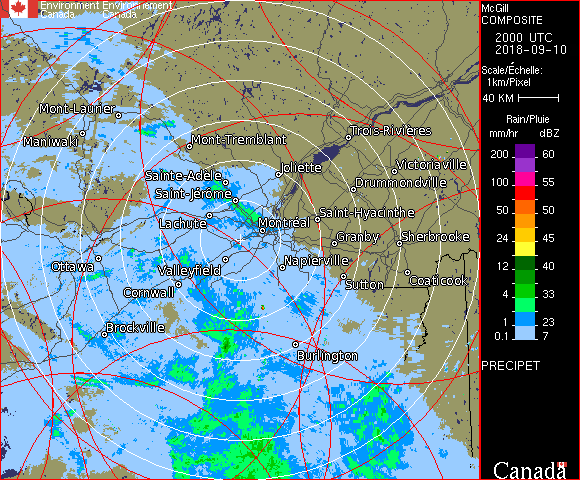 Environment Environnement
Canada Canada
McGill
COMPOSITE
2000 UTC
2018-09-10
Scale/Échelle:
1km/Pixel
40 KM
Rain/Pluie
mm/hr dBZ
200 60
100 55
50 50
24 45
12 40
4 33
1 23
0.1 7
PRECIPET
Canada
Mont-Laurier
Maniwaki
Mont-Tremblant
Trois-Rivières
Sainte-Adèle
Joliette
Victoriaville
Saint-Jérôme
Drummondville
Lachute
Montréal
Saint-Hyacinthe
Granby
Sherbrooke
Ottawa
Valleyfield
Napierville
Cornwall
Sutton
Coaticook
Brockville
Burlington